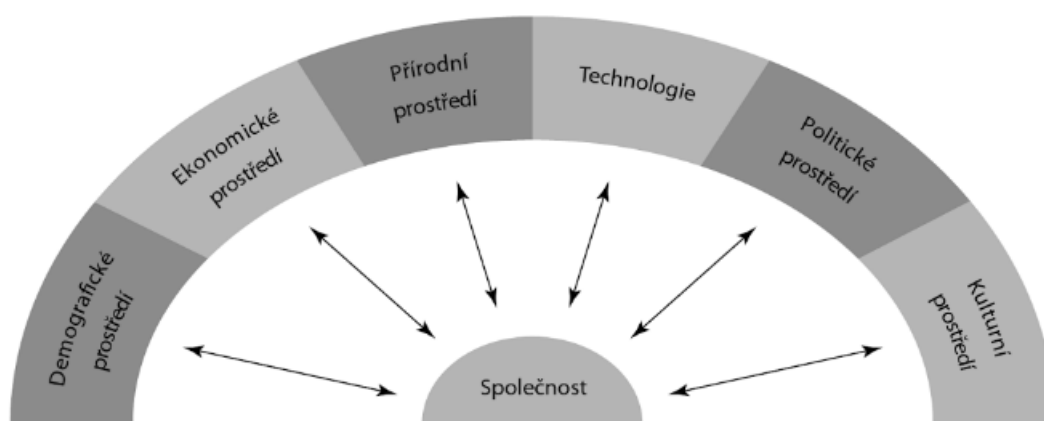 Demografické
prostředí
Ekonomické
prostředí
Přírodní
prostředí
Technologie
Politické
prostředí
Kulturní
prostředí
Společnost